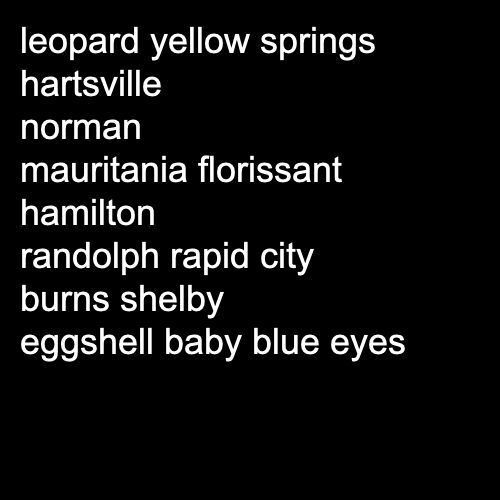 leopard yellow springs
hartsville
norman
mauritania florissant
hamilton
randolph rapid city
burns shelby
eggshell baby blue eyes